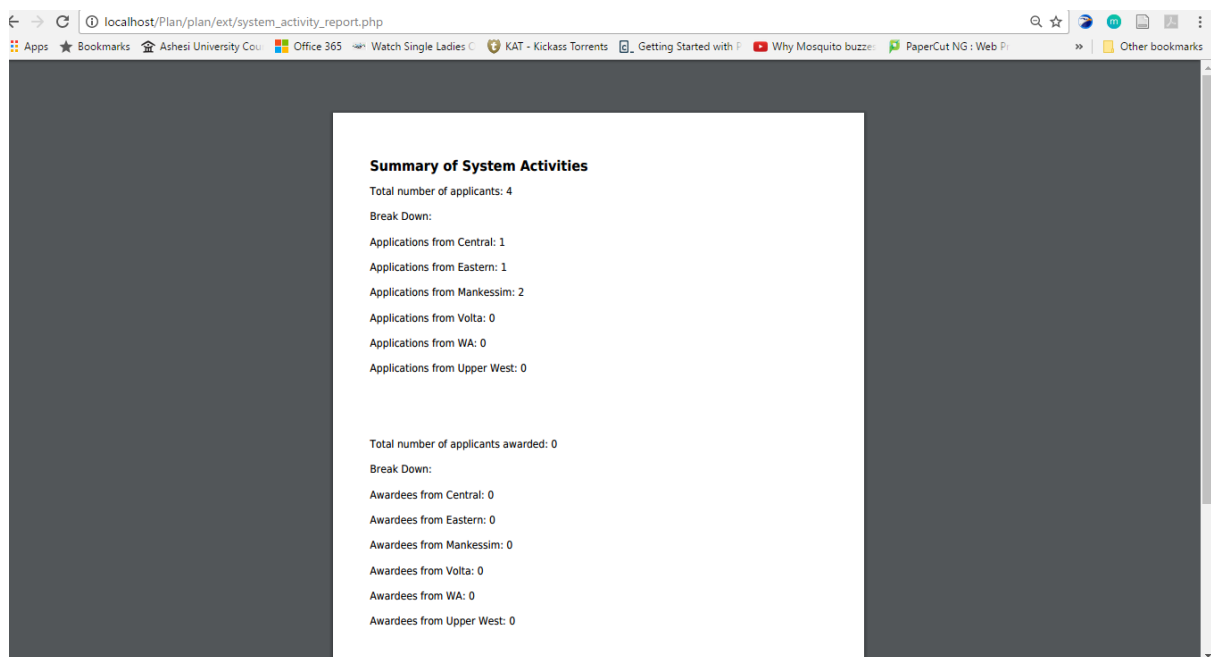 localhost/Plan/plan/ext/system_activity_report.php
Apps Bookmarks Ashesi University Cou Office 365 Watch Single Ladies C KAT - Kickass Torrents Getting Started with P Why Mosquito buzzes PaperCut NG : Web Pr » Other bookmarks
Summary of System Activities
Total number of applicants: 4
Break Down:
Applications from Central: 1
Applications from Eastern: 1
Applications from Mankessim: 2
Applications from Volta: 0
Applications from WA: 0
Applications from Upper West: 0
Total number of applicants awarded: 0
Break Down:
Awardees from Central: 0
Awardees from Eastern: 0
Awardees from Mankessim: 0
Awardees from Volta: 0
Awardees from WA: 0
Awardees from Upper West: 0